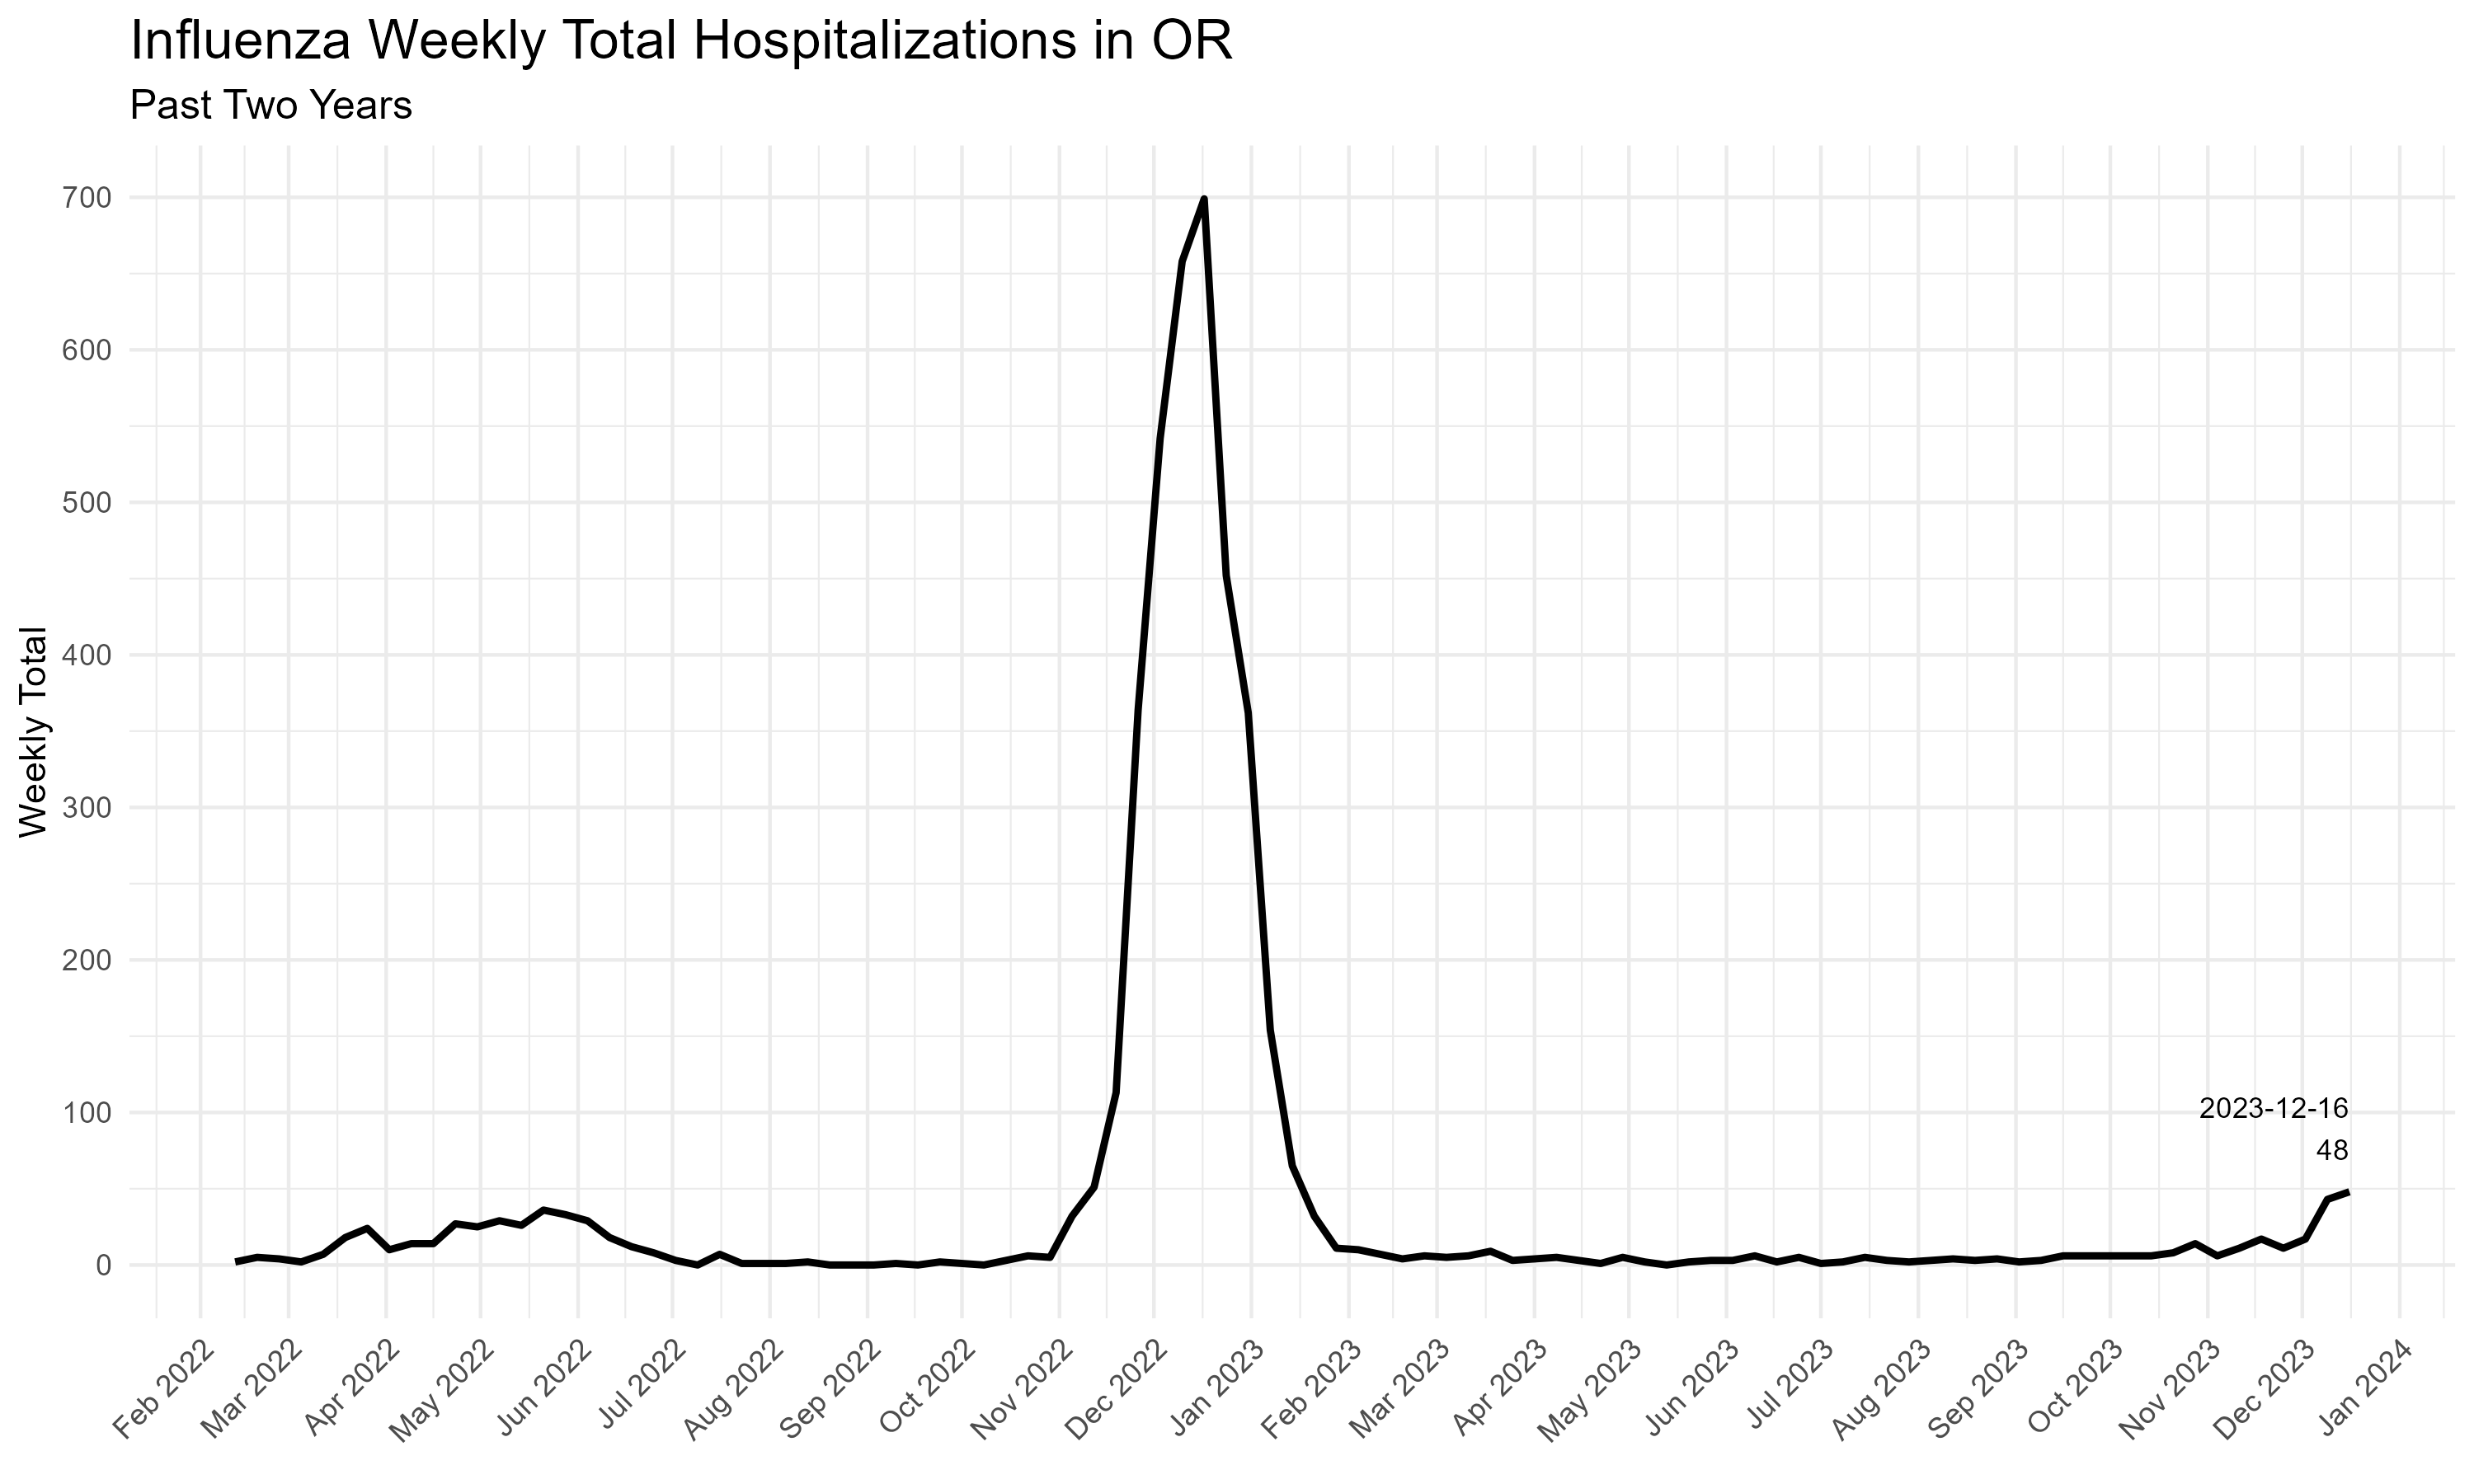 Influenza Weekly Total Hospitalizations in OR
Past Two Years
Weekly Total
700
600
500
400
300
200
100
0
2023-12-16
48
Feb 2022
Mar 2022
Apr 2022
May 2022
Jun 2022
Jul 2022
Aug 2022
Sep 2022
Oct 2022
Nov 2022
Dec 2022
Jan 2023
Feb 2023
Mar 2023
Apr 2023
May 2023
Jun 2023
Jul 2023
Aug 2023
Sep 2023
Oct 2023
Nov 2023
Dec 2023
Jan 2024